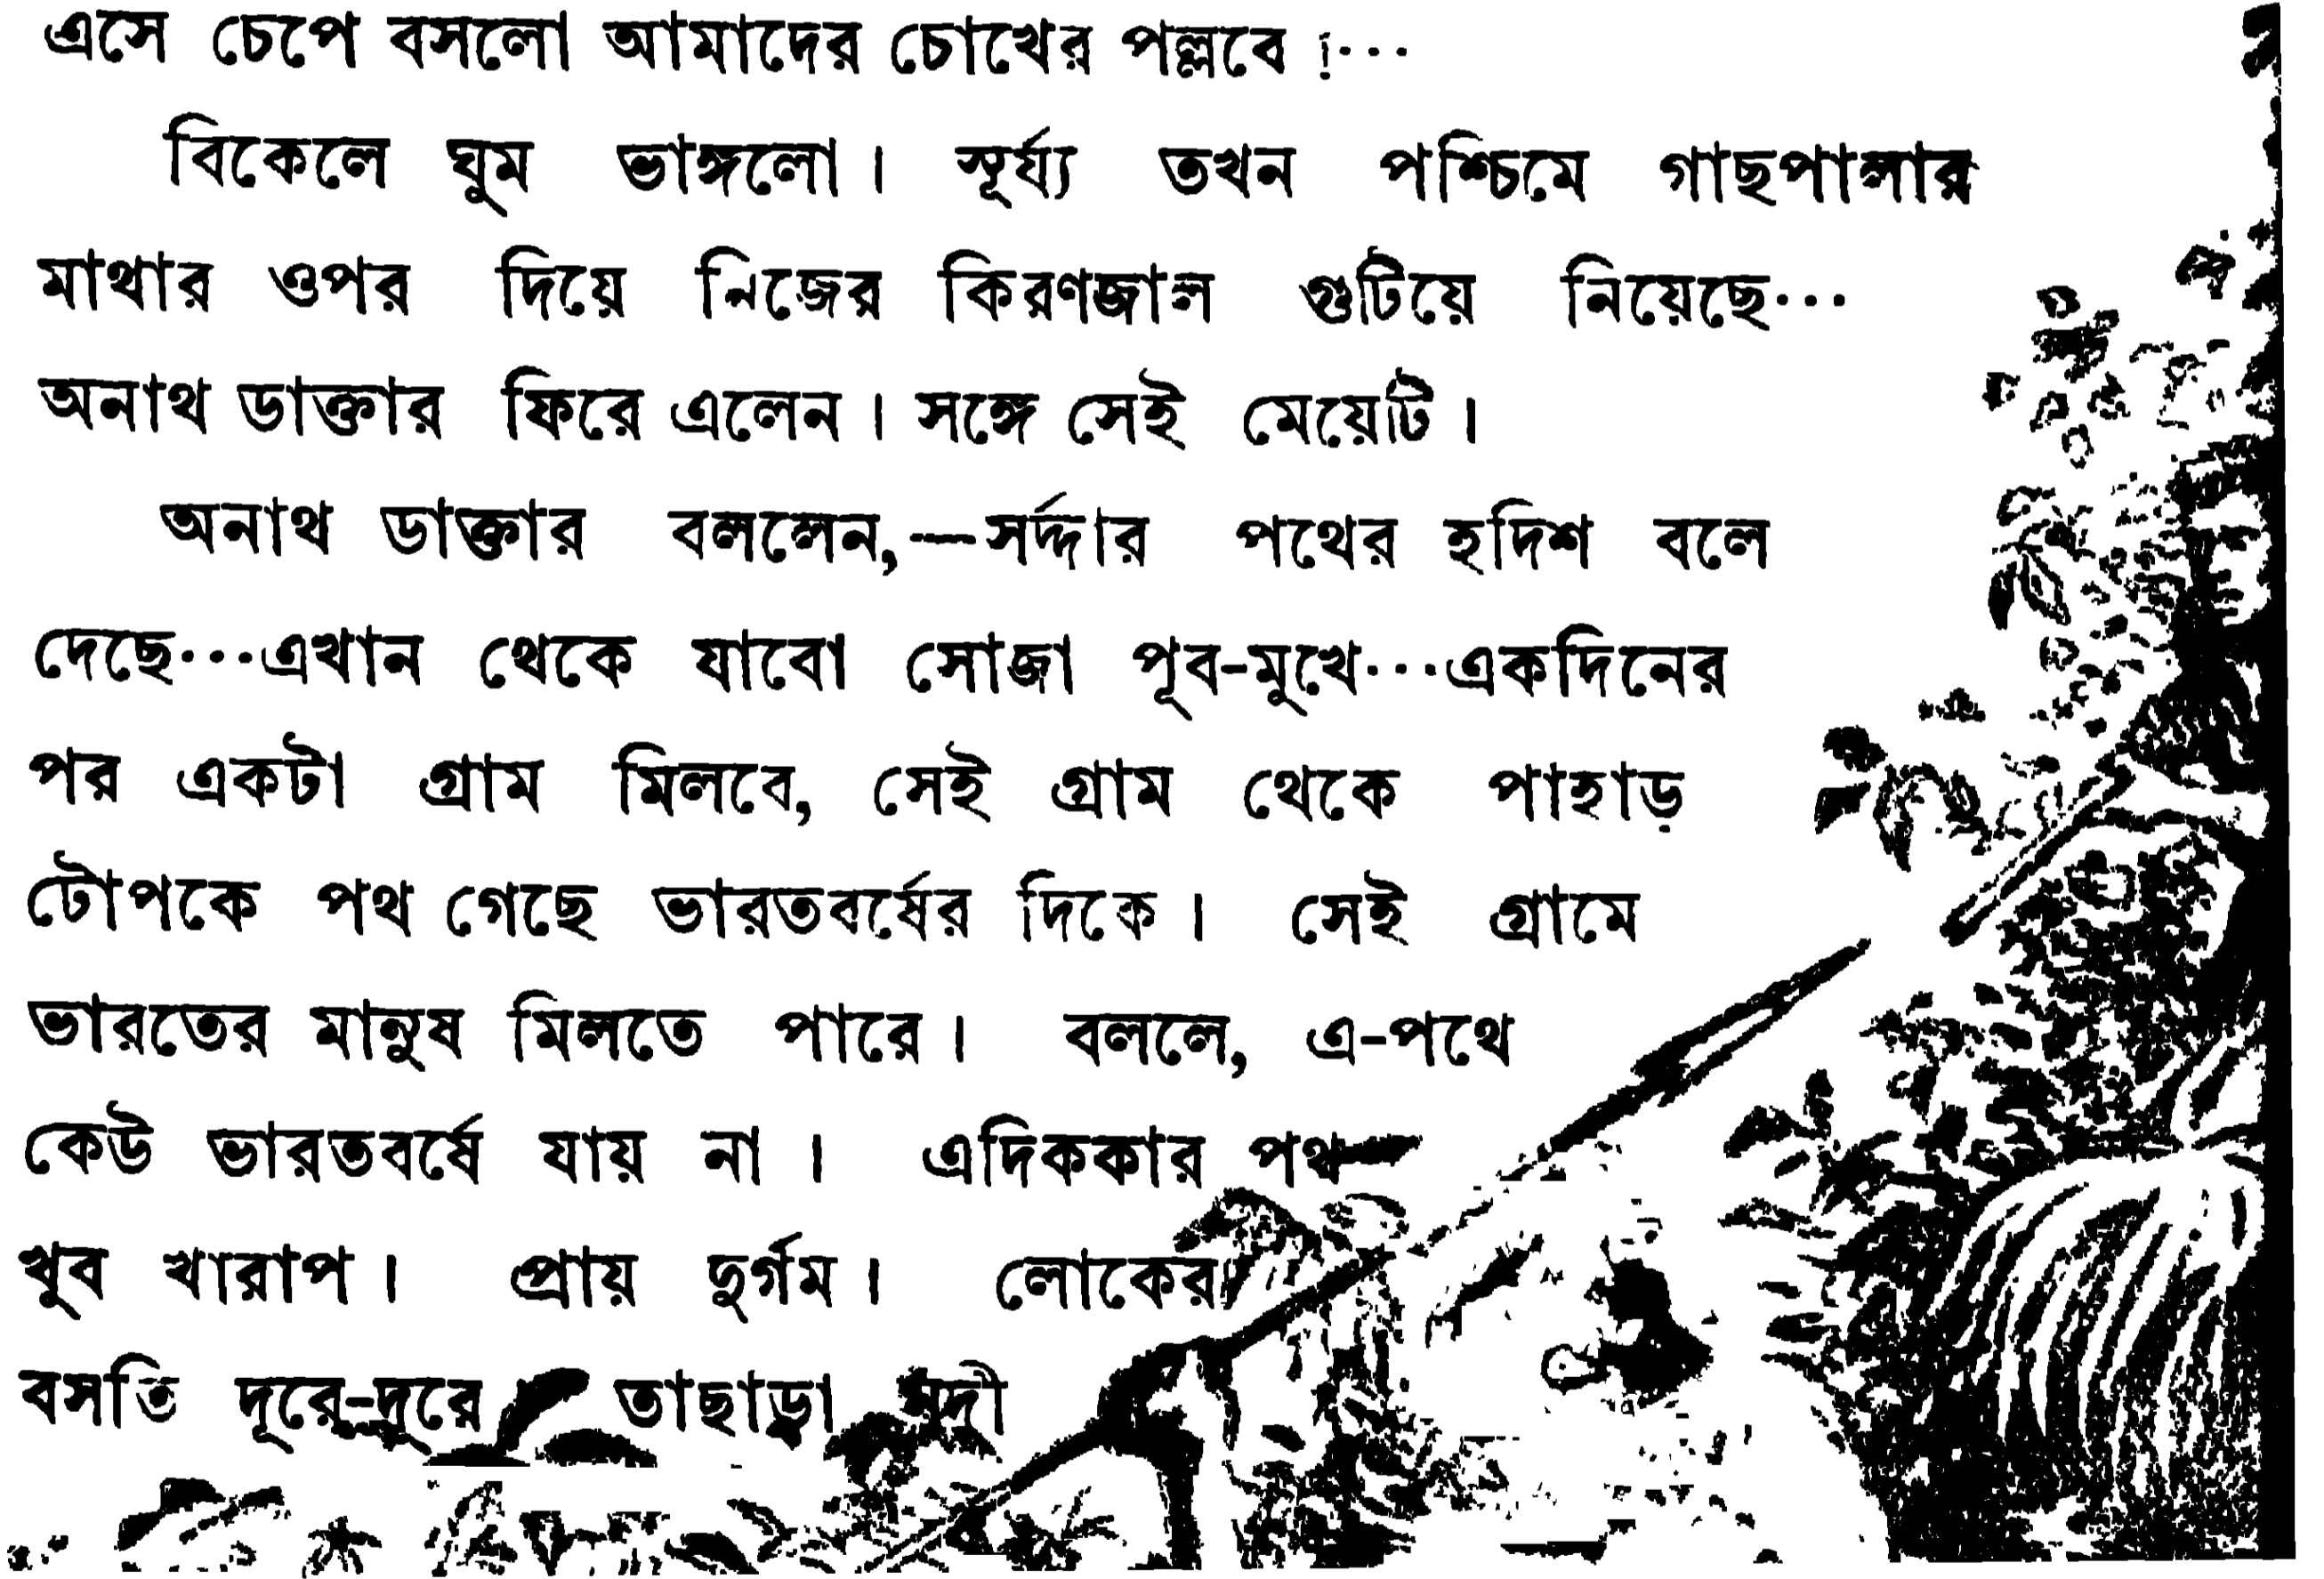 এসে চেপে বসলো আমাদের চোখের পল্লবে !···
বিকেলে ঘুম ভাঙ্গলো। সূর্য্য তখন পশ্চিমে গাছপালার
মাথার ওপর দিয়ে নিজের কিরণজাল গুটিয়ে নিয়েছে···
অনাথ ডাক্তার ফিরে এলেন। সঙ্গে সেই মেয়েটি।
অনাথ ডাক্তার বললেন,—সর্দ্দার পথের হদিশ বলে
দেছে···এখান থেকে যাবো সোজা পূব-মুখে···একদিনের
পর একটা গ্রাম মিলবে, সেই গ্রাম থেকে পাহাড়
টোপকে পথ গেছে ভারতবর্ষের দিকে। সেই গ্রামে
ভারতের মানুষ মিলতে পারে। বললে, এ-পথে
কেউ ভারতবর্ষে যায় না। এদিককার পথ
খুব খারাপ। প্রায় দুর্গম। লোকের
বসতি দূরে-দূরে তাছাড়া নদী